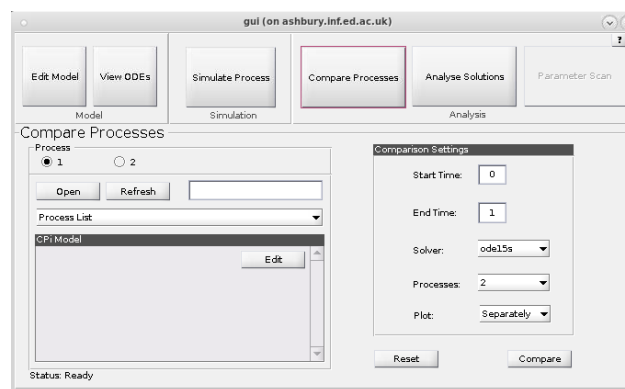 gui (on ashbury.inf.ed.ac.uk)
?
Edit Model
View ODEs
Simulate Process
Compare Processes
Analyse Solutions
Parameter Scan
Model
Simulation
Analysis
Compare Processes
Process
1
2
Open
Refresh
Process List
CPi Model
Edit
Status: Ready
Comparison Settings
Start Time: 0
End Time: 1
Solver: ode15s
Processes: 2
Plot: Separately
Reset
Compare